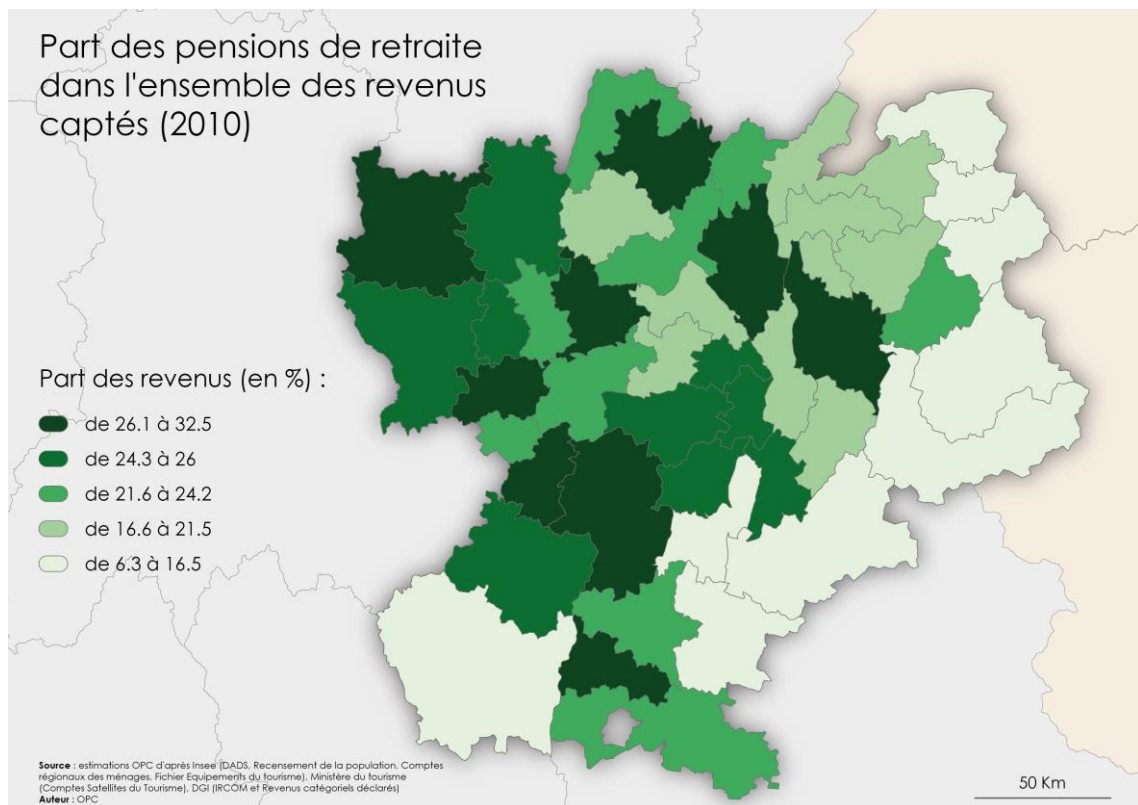 Part des pensions de retraite
dans l'ensemble des revenus
captés (2010)
Part des revenus (en %) :
de 26.1 à 32.5
de 24.3 à 26
de 21.6 à 24.2
de 16.6 à 21.5
de 6.3 à 16.5
Source : estimations OPC d'après Insee (DADS, Recensement de la population, Comptes
régionaux des ménages, Fichier Equipements du tourisme), Ministère du tourisme
(Comptes Satellites du Tourisme), DGI (IRCOM et Revenus catégoriels déclarés)
Auteur : OPC
50 Km